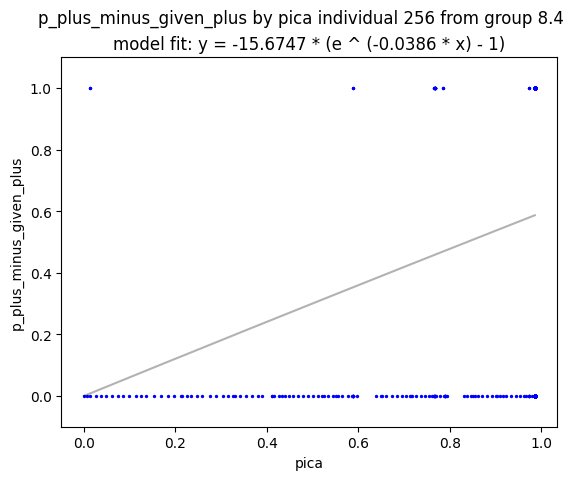 p_plus_minus_given_plus by pica individual 256 from group 8.4
model fit: y = -15.6747 * (e ^ (-0.0386 * x) - 1)
1.0
0.8
0.6
0.4
0.2
0.0
p_plus_minus_given_plus
0.0 0.2 0.4 0.6 0.8 1.0
pica